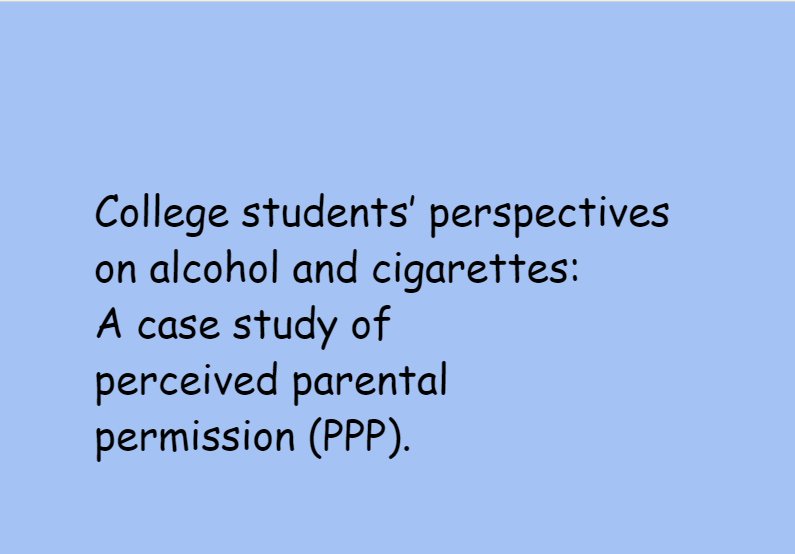 College students’ perspectives
on alcohol and cigarettes:
A case study of
perceived parental
permission (PPP).